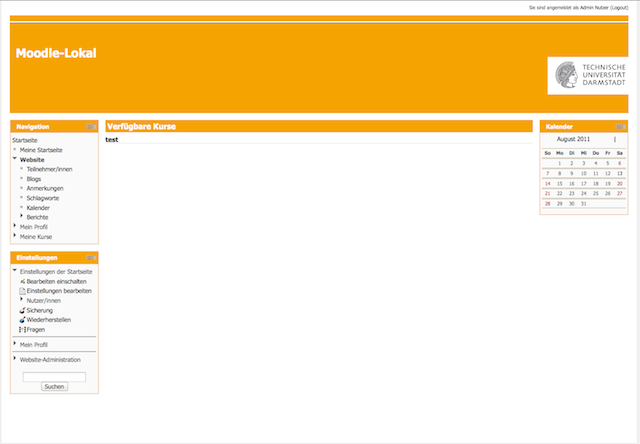 Sie sind angemeldet als Admin Nutzer (Logout)
Moodle-Lokal
TECHNISCHE
UNIVERSITÄT
DARMSTADT
Navigation
Startseite
Meine Startseite
Website
Teilnehmer/innen
Blogs
Anmerkungen
Schlagworte
Kalender
Berichte
Mein Profil
Meine Kurse
Einstellungen
Einstellungen der Startseite
Bearbeiten einschalten
Einstellungen bearbeiten
Nutzer/innen
Sicherung
Wiederherstellen
Fragen
Mein Profil
Website-Administration
Suchen
Verfügbare Kurse
test
Kalender
August 2011
So Mo Di Mi Do Fr Sa
1 2 3 4 5 6
7 8 9 10 11 12 13
14 15 16 17 18 19 20
21 22 23 24 25 26 27
28 29 30 31